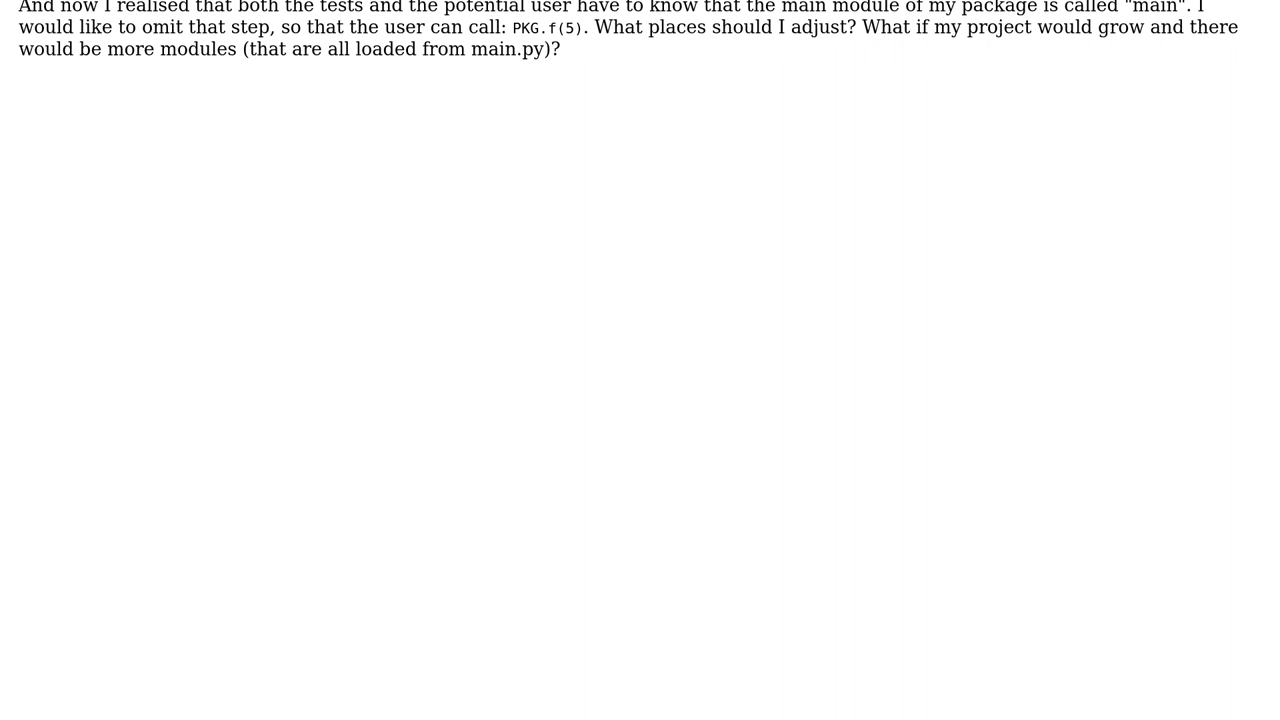 And now I realised that both the tests and the potential user have to know that the main module of my package is called "main". I
would like to omit that step, so that the user can call: PKG.f(5). What places should I adjust? What if my project would grow and there
would be more modules (that are all loaded from main.py)?